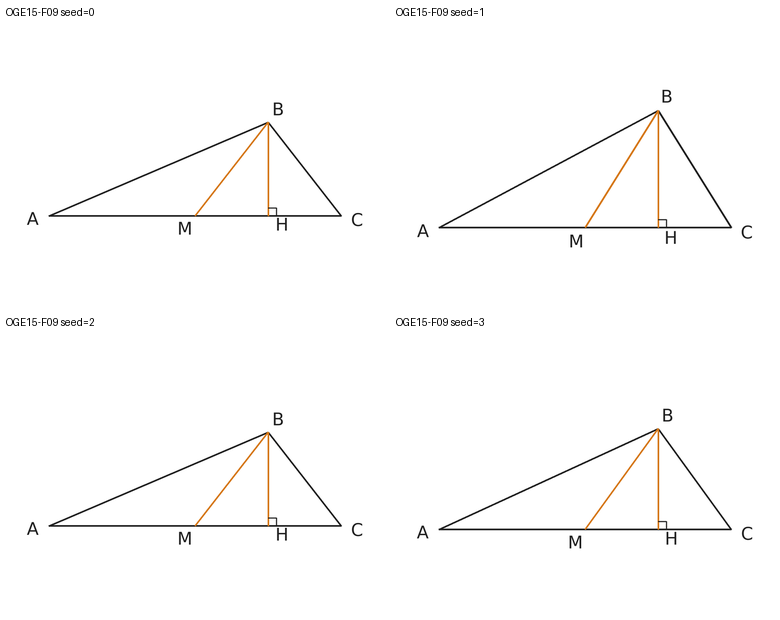 OGE15-F09 seed=0
B
A
M
H
C
OGE15-F09 seed=1
B
A
M
H
C
OGE15-F09 seed=2
B
A
M
H
C
OGE15-F09 seed=3
B
A
M
H
C